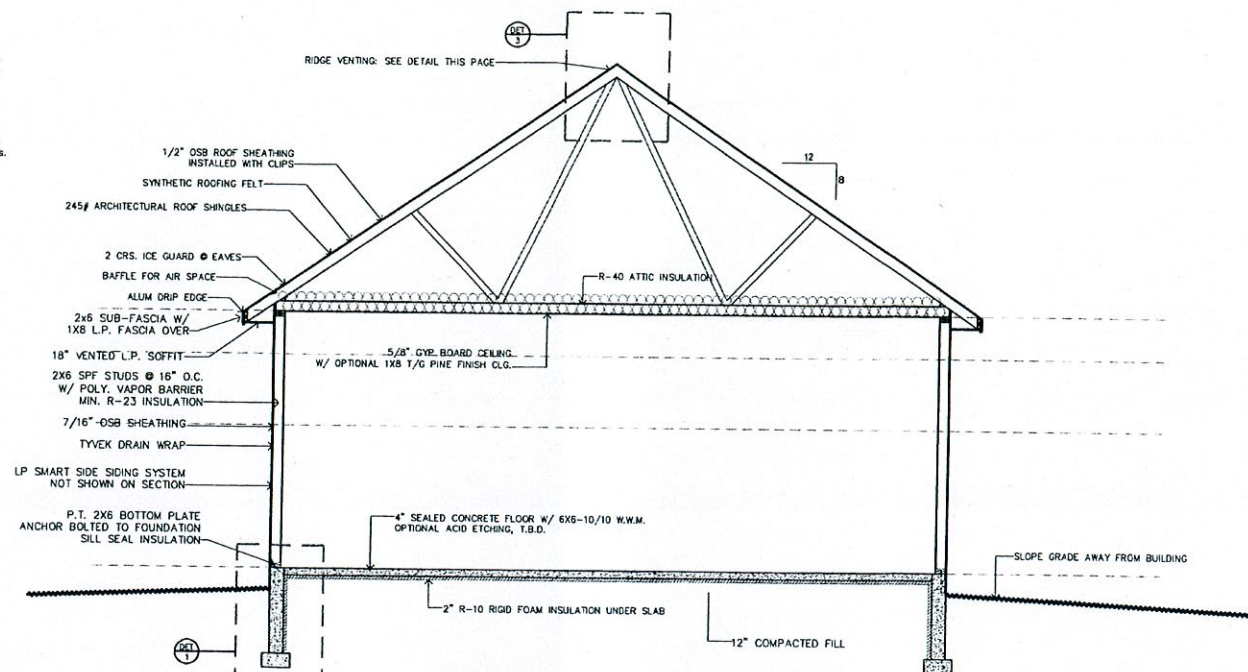 DET
3
RIDGE VENTING: SEE DETAIL THIS PAGE
s.
1/2" OSB ROOF SHEATHING
INSTALLED WITH CLIPS
12
8
SYNTHETIC ROOFING FELT
245# ARCHITECTURAL ROOF SHINGLES
2 CRS. ICE GUARD @ EAVES
BAFFLE FOR AIR SPACE
R-40 ATTIC INSULATION
ALUM DRIP EDGE
2x6 SUB-FASCIA W/
1X8 L.P. FASCIA OVER
18" VENTED L.P. SOFFIT
5/8" GYP. BOARD CEILING
W/ OPTIONAL 1X8 T/G PINE FINISH CLG.
2X6 SPF STUDS @ 16" O.C.
W/ POLY. VAPOR BARRIER
MIN. R-23 INSULATION
7/16" OSB SHEATHING
TYVEK DRAIN WRAP
LP SMART SIDE SIDING SYSTEM
NOT SHOWN ON SECTION
P.T. 2X6 BOTTOM PLATE
ANCHOR BOLTED TO FOUNDATION
SILL SEAL INSULATION
4" SEALED CONCRETE FLOOR W/ 6X6-10/10 W.W.M.
OPTIONAL ACID ETCHING, T.B.D.
SLOPE GRADE AWAY FROM BUILDING
2" R-10 RIGID FOAM INSULATION UNDER SLAB
12" COMPACTED FILL
DET
1